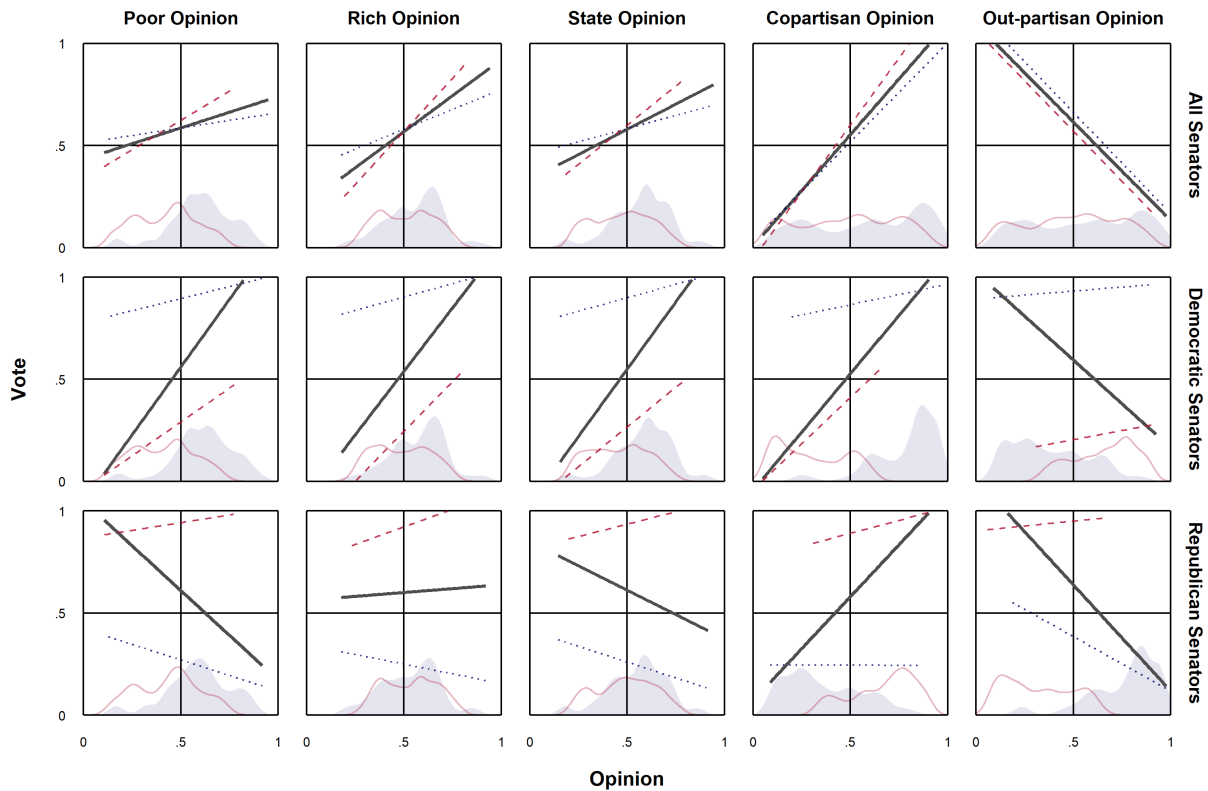 Poor Opinion Rich Opinion State Opinion Copartisan Opinion Out-partisan Opinion
1
.5
0
All Senators
1
.5
0
Democratic Senators
Vote
1
.5
0
Republican Senators
0 .5 1 0 .5 1 0 .5 1 0 .5 1 0 .5 1
Opinion